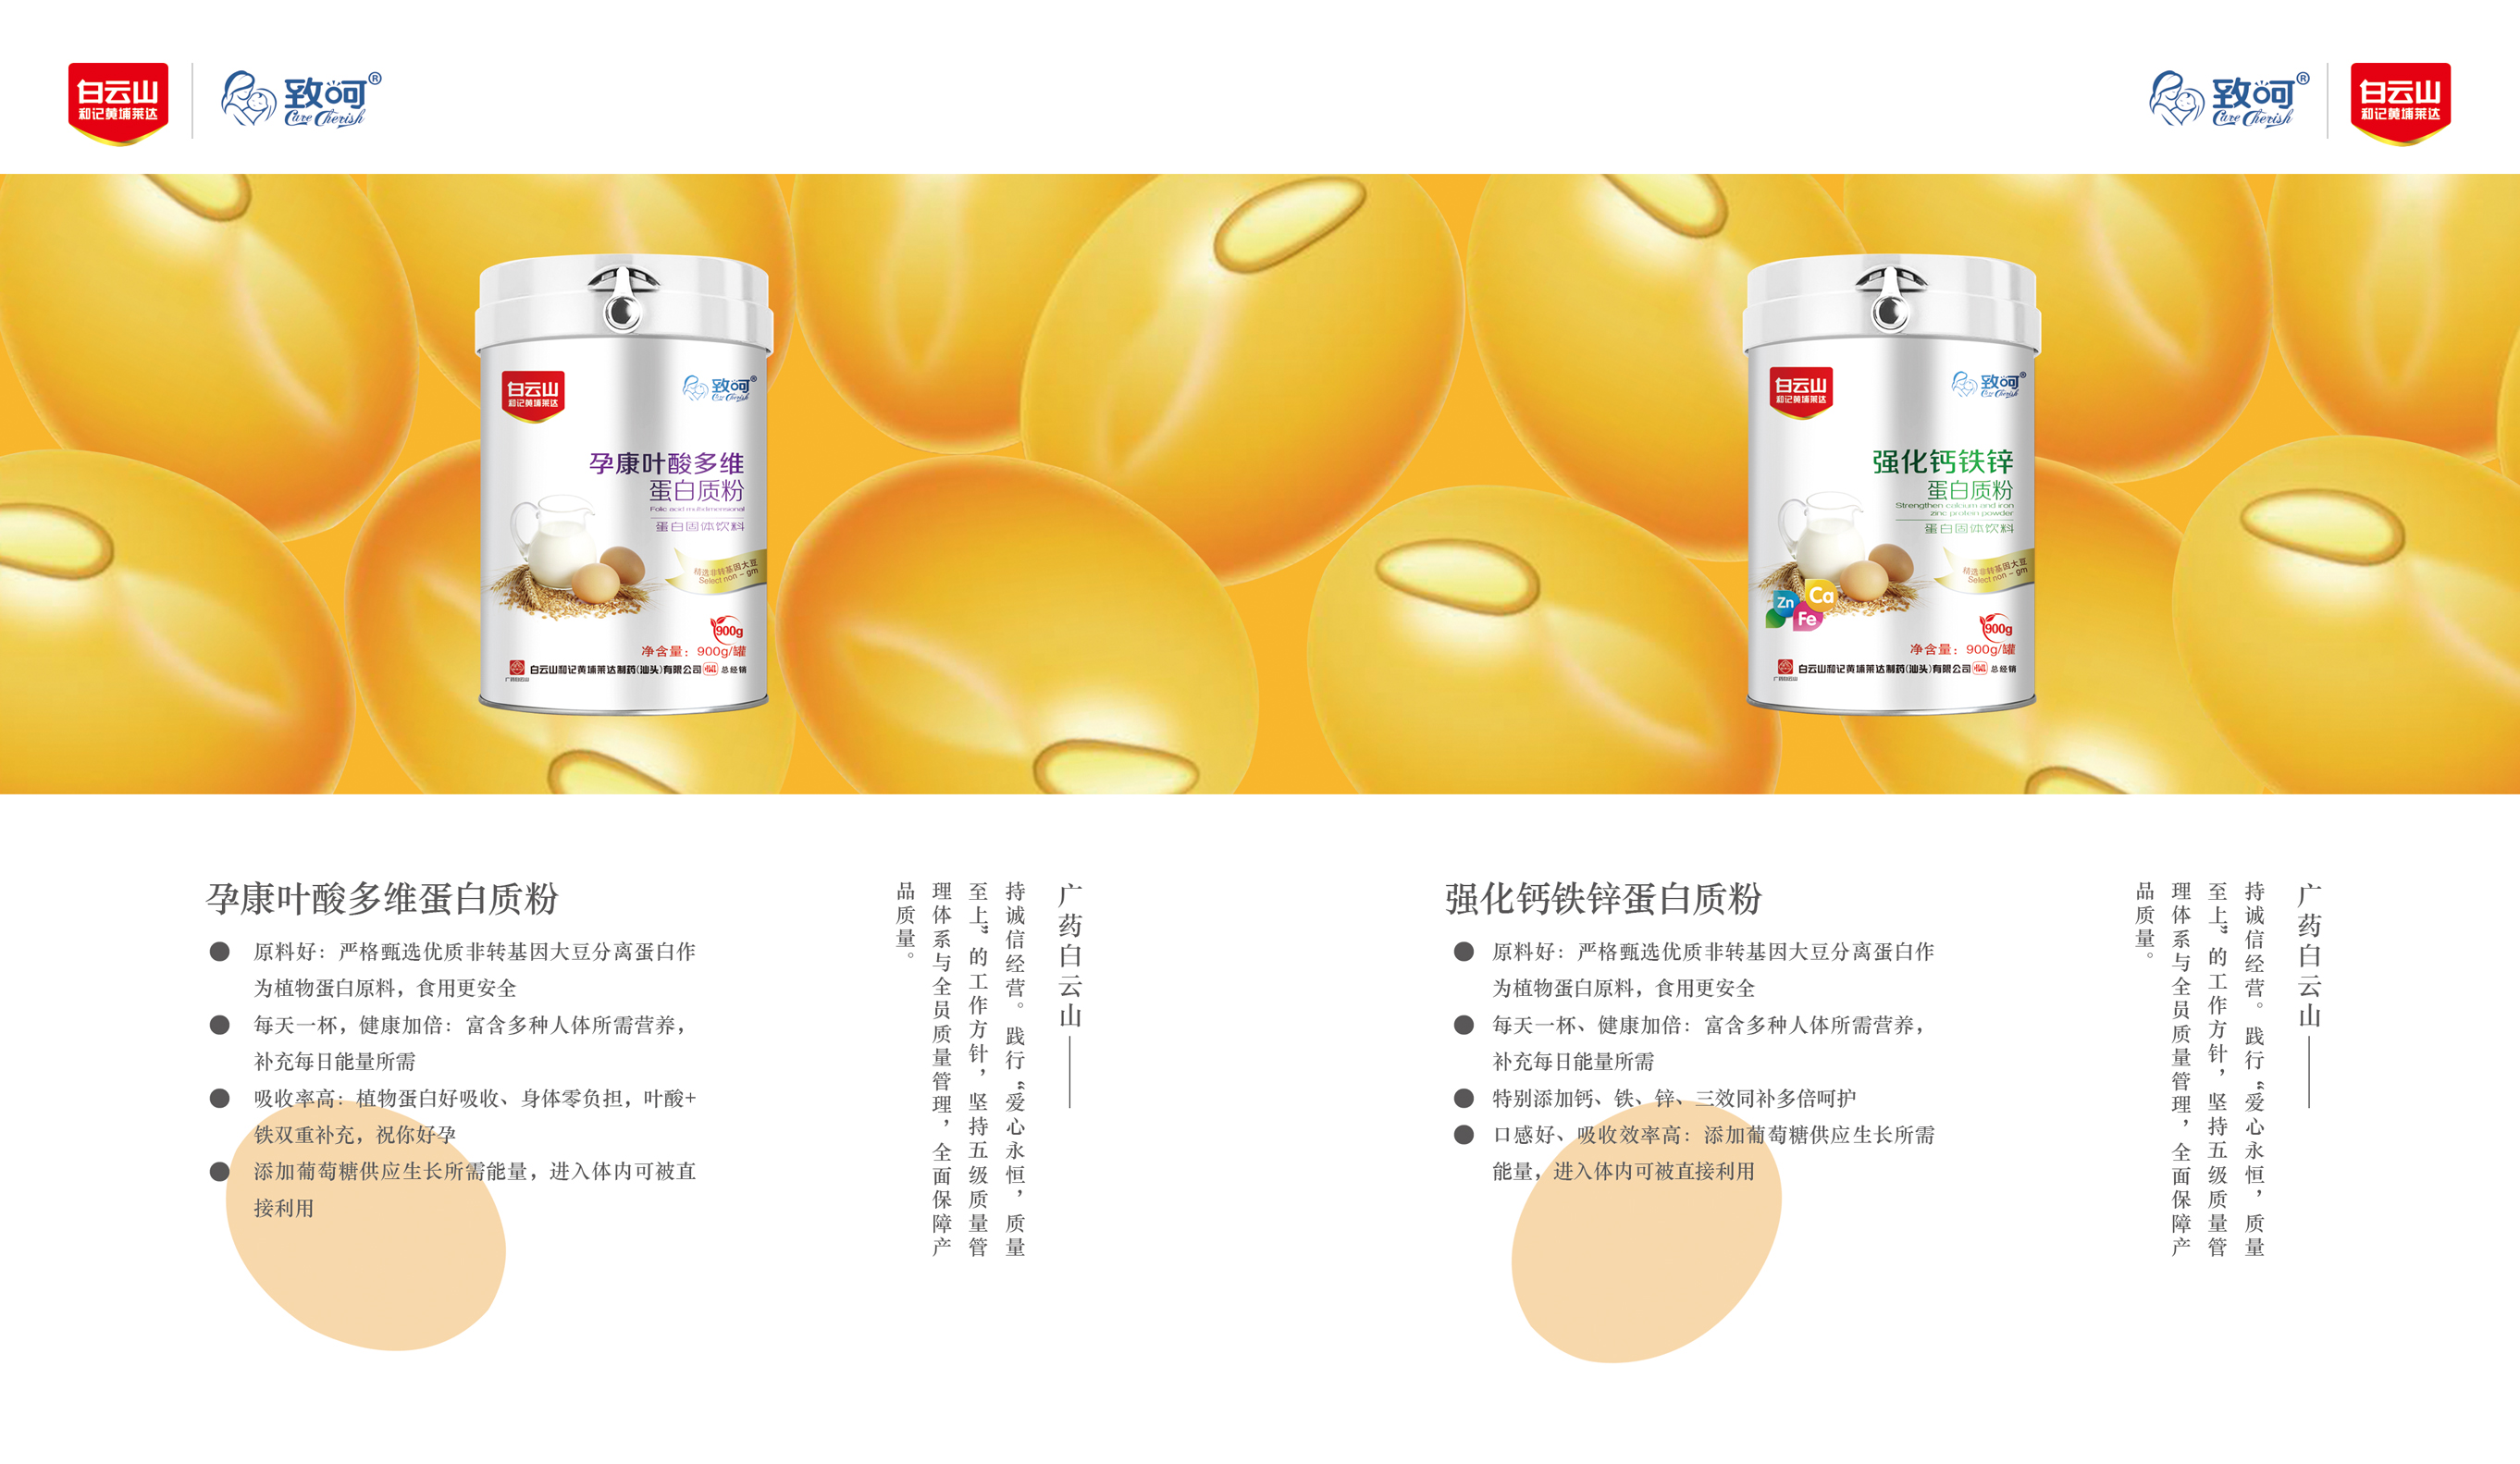 白云山
和记黄埔莱达
致呵®
Care Cherish
致呵®
Care Cherish
白云山
和记黄埔莱达
白云山
和记黄埔莱达
致呵®
Care Cherish
孕康叶酸多维
蛋白质粉
Folic acid multidimensional
蛋白固体饮料
精选非转基因大豆
Select non - gm
900g
净含量：900g/罐
白云山和记黄埔莱达制药(汕头)有限公司 总经销
白云山
和记黄埔莱达
致呵®
Care Cherish
强化钙铁锌
蛋白质粉
Strengthen calcium and iron
zinc protein powder
蛋白固体饮料
精选非转基因大豆
Select non - gm
Zn
Ca
Fe
900g
净含量：900g/罐
白云山和记黄埔莱达制药(汕头)有限公司 总经销
孕康叶酸多维蛋白质粉
● 原料好：严格甄选优质非转基因大豆分离蛋白作
为植物蛋白原料，食用更安全
● 每天一杯，健康加倍：富含多种人体所需营养，
补充每日能量所需
● 吸收率高：植物蛋白好吸收、身体零负担，叶酸+
铁双重补充，祝你好孕
● 添加葡萄糖供应生长所需能量，进入体内可被直
接利用
广药白云山——
持诚信经营。践行“爱心永恒，质量
至上”的工作方针，坚持五级质量管
理体系与全员质量管理，全面保障产
品质量。
强化钙铁锌蛋白质粉
● 原料好：严格甄选优质非转基因大豆分离蛋白作
为植物蛋白原料，食用更安全
● 每天一杯、健康加倍：富含多种人体所需营养，
补充每日能量所需
● 特别添加钙、铁、锌、三效同补多倍呵护
● 口感好、吸收效率高：添加葡萄糖供应生长所需
能量，进入体内可被直接利用
广药白云山——
持诚信经营。践行“爱心永恒，质量
至上”的工作方针，坚持五级质量管
理体系与全员质量管理，全面保障产
品质量。